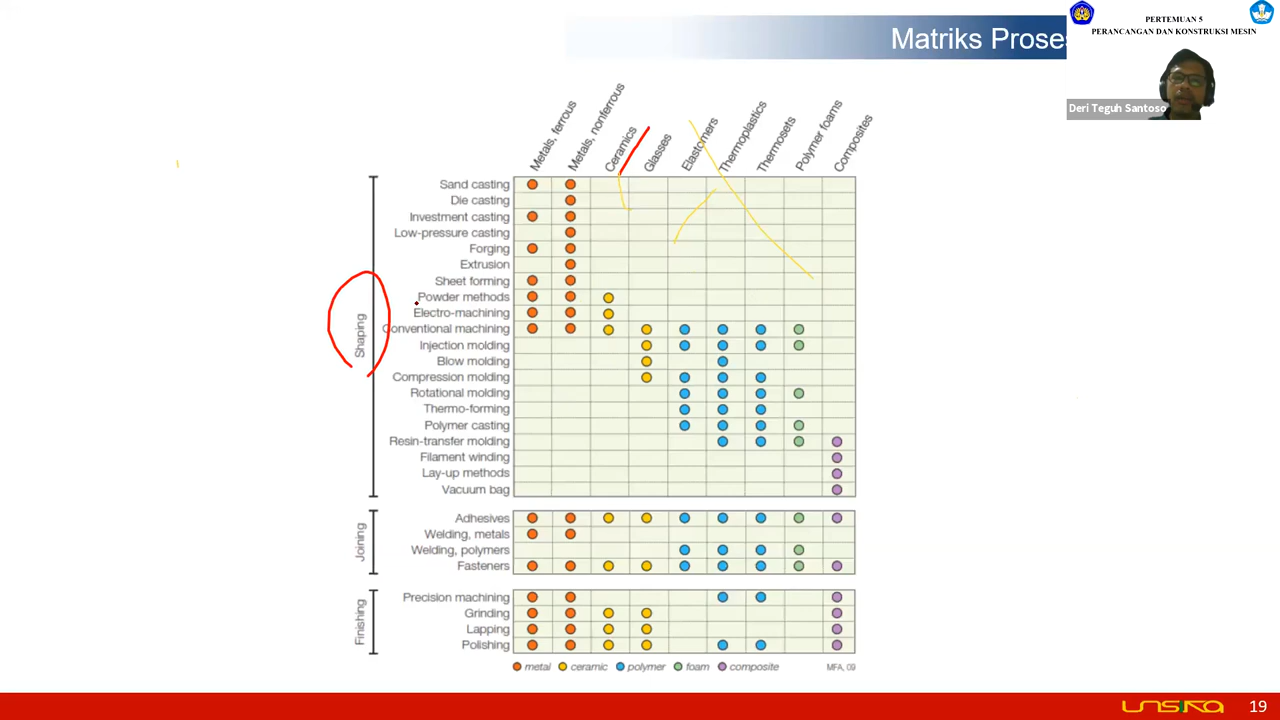 Matriks Proses
PERTEMUAN 5
PERANCANGAN DAN KONSTRUKSI MESIN
Deri Teguh Santoso
Metals, ferrous
Metals, nonferrous
Ceramics
Glasses
Elastomers
Thermoplastics
Thermosets
Polymer foams
Composites
Shaping
Sand casting
Die casting
Investment casting
Low-pressure casting
Forging
Extrusion
Sheet forming
Powder methods
Electro-machining
Conventional machining
Injection molding
Blow molding
Compression molding
Rotational molding
Thermo-forming
Polymer casting
Resin-transfer molding
Filament winding
Lay-up methods
Vacuum bag
Joining
Adhesives
Welding, metals
Welding, polymers
Fasteners
Finishing
Precision machining
Grinding
Lapping
Polishing
metal ceramic polymer foam composite MFA, 09
unsika 19